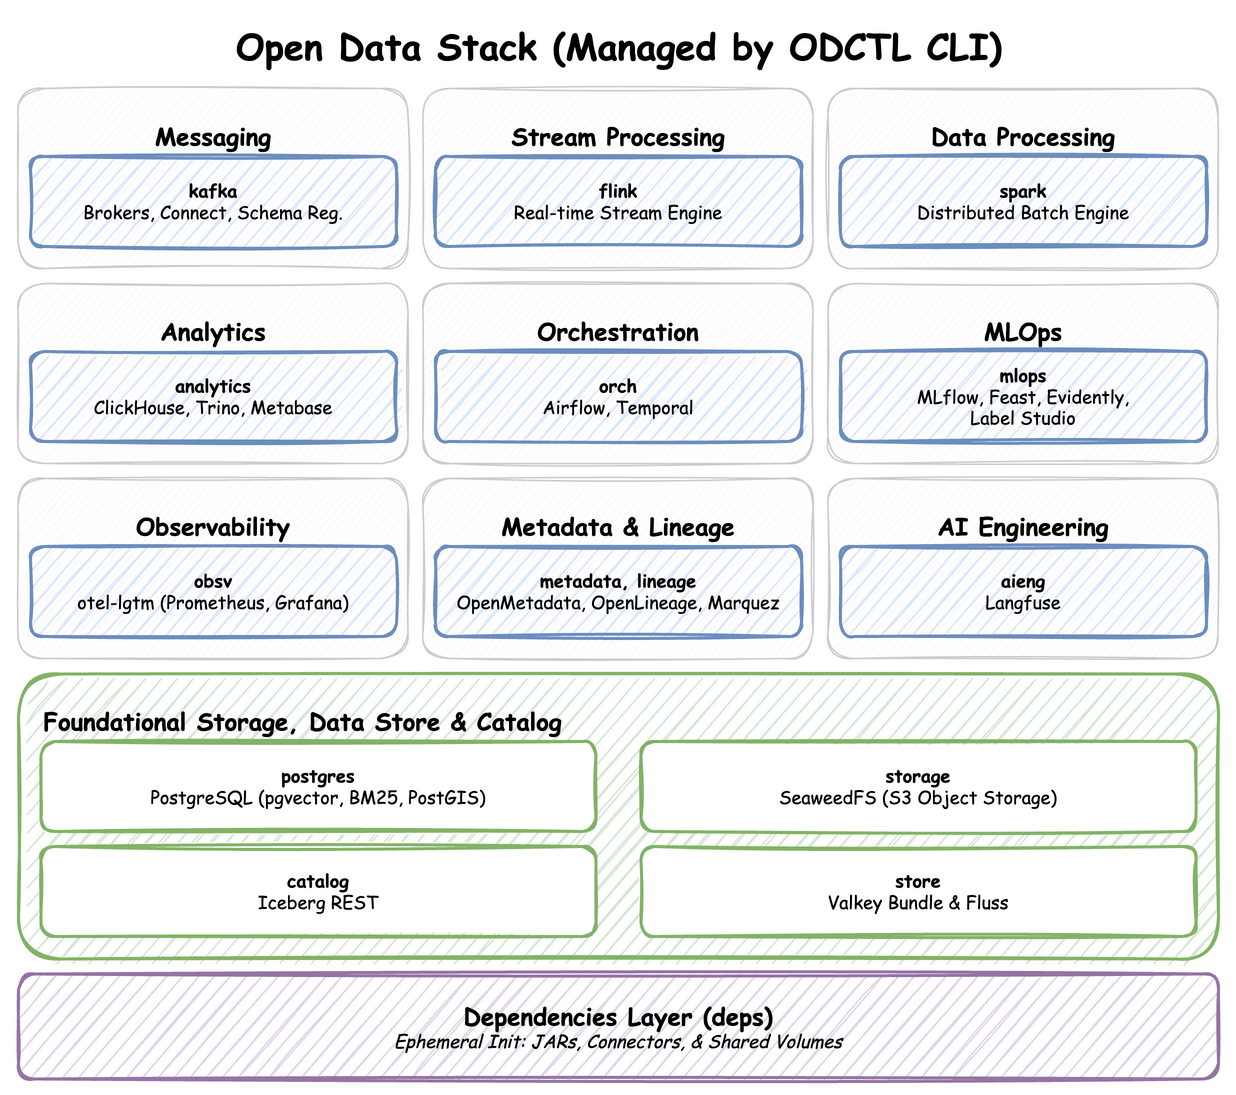 Open Data Stack (Managed by ODCTL CLI)
Messaging
kafka
Brokers, Connect, Schema Reg.
Stream Processing
flink
Real-time Stream Engine
Data Processing
spark
Distributed Batch Engine
Analytics
analytics
ClickHouse, Trino, Metabase
Orchestration
orch
Airflow, Temporal
MLOps
mlops
MLflow, Feast, Evidently,
Label Studio
Observability
obsv
otel-lgtm (Prometheus, Grafana)
Metadata & Lineage
metadata, lineage
OpenMetadata, OpenLineage, Marquez
AI Engineering
aieng
Langfuse
Foundational Storage, Data Store & Catalog
postgres
PostgreSQL (pgvector, BM25, PostGIS)
storage
SeaweedFS (S3 Object Storage)
catalog
Iceberg REST
store
Valkey Bundle & Fluss
Dependencies Layer (deps)
Ephemeral Init: JARs, Connectors, & Shared Volumes